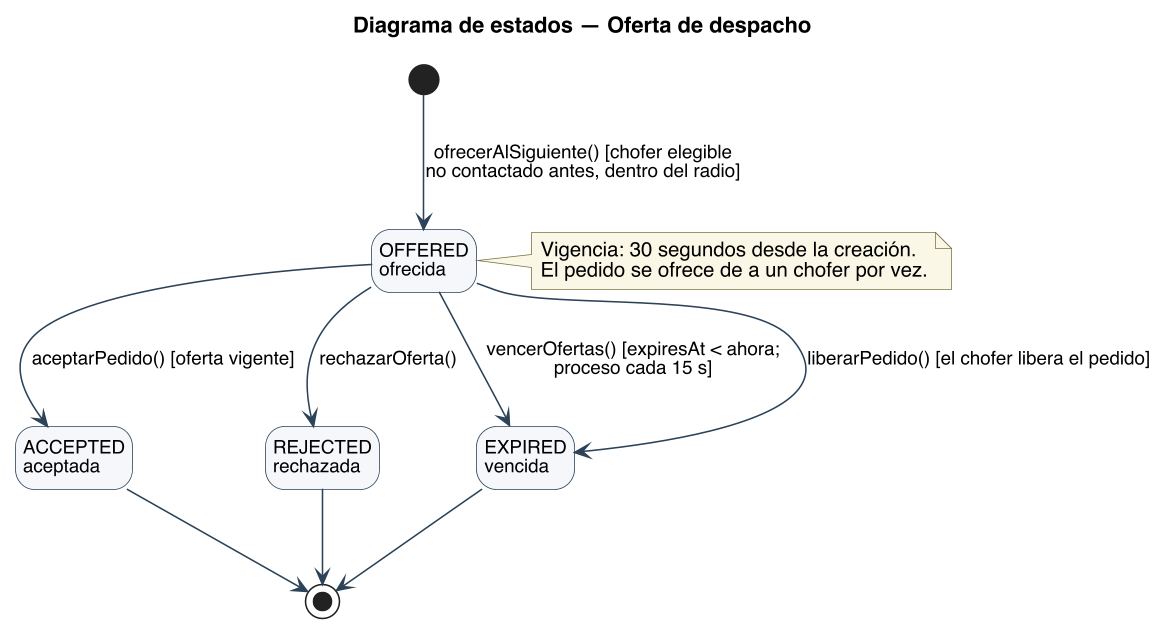 Diagrama de estados — Oferta de despacho
ofrecerAlSiguiente() [chofer elegible
no contactado antes, dentro del radio]
OFFERED
ofrecida
Vigencia: 30 segundos desde la creación.
El pedido se ofrece de a un chofer por vez.
aceptarPedido() [oferta vigente]
rechazarOferta()
vencerOfertas() [expiresAt < ahora;
proceso cada 15 s]
liberarPedido() [el chofer libera el pedido]
ACCEPTED
aceptada
REJECTED
rechazada
EXPIRED
vencida